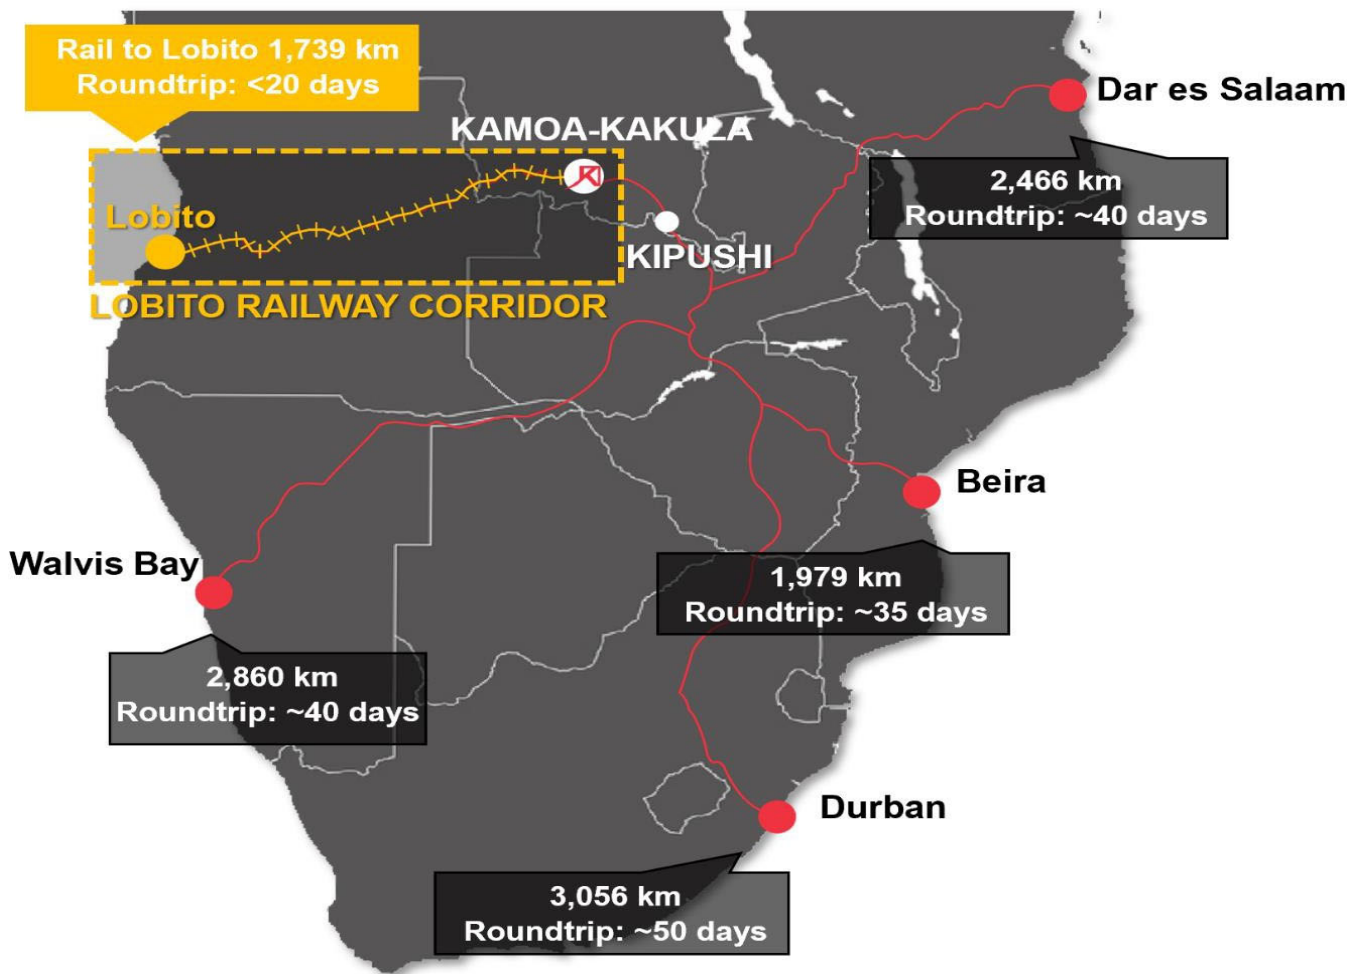 Rail to Lobito 1,739 km
Roundtrip: <20 days
Dar es Salaam
KAMOA-KAKULA
2,466 km
Roundtrip: ~40 days
Lobito
KIPUSHI
LOBITO RAILWAY CORRIDOR
Beira
Walvis Bay
1,979 km
Roundtrip: ~35 days
2,860 km
Roundtrip: ~40 days
Durban
3,056 km
Roundtrip: ~50 days